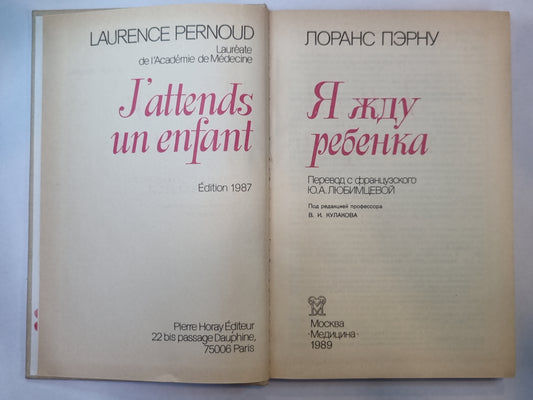 LAURENCE PERNOUD
Lauréate
de l'Académie de Médecine
J'attends
un enfant
Édition 1987
Pierre Horay Éditeur
22 bis passage Dauphine,
75006 Paris
ЛОРАНС ПЭРНУ
Я жду
ребенка
Перевод с французского
Ю.А.ЛЮБИМЦЕВОЙ
Под редакцией профессора
В. И. КУЛАКОВА
Москва
·Медицина·
1989